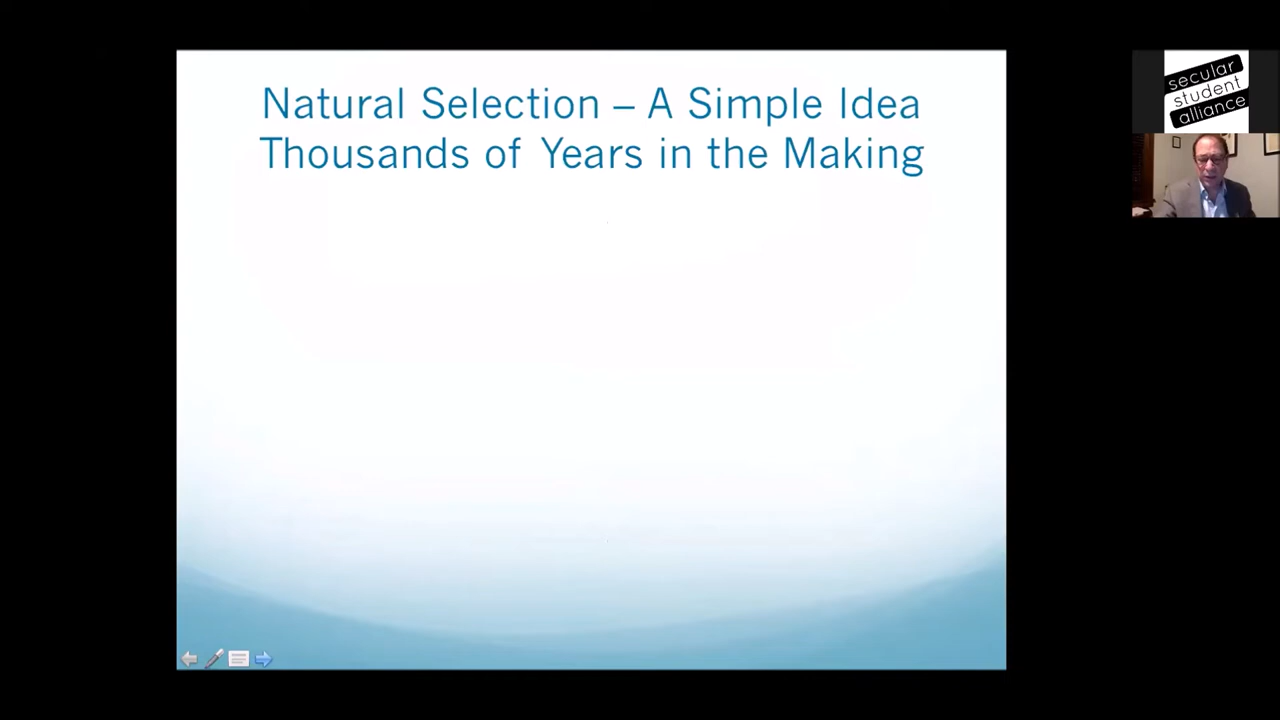 Natural Selection – A Simple Idea
Thousands of Years in the Making
secular
student
alliance